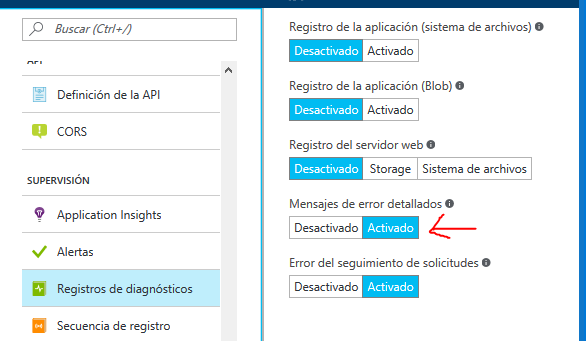 Buscar (Ctrl+/)
API
Definición de la API
CORS
SUPERVISIÓN
Application Insights
Alertas
Registros de diagnósticos
Secuencia de registro
Registro de la aplicación (sistema de archivos)
Desactivado Activado
Registro de la aplicación (Blob)
Desactivado Activado
Registro del servidor web
Desactivado Storage Sistema de archivos
Mensajes de error detallados
Desactivado Activado
Error del seguimiento de solicitudes
Desactivado Activado